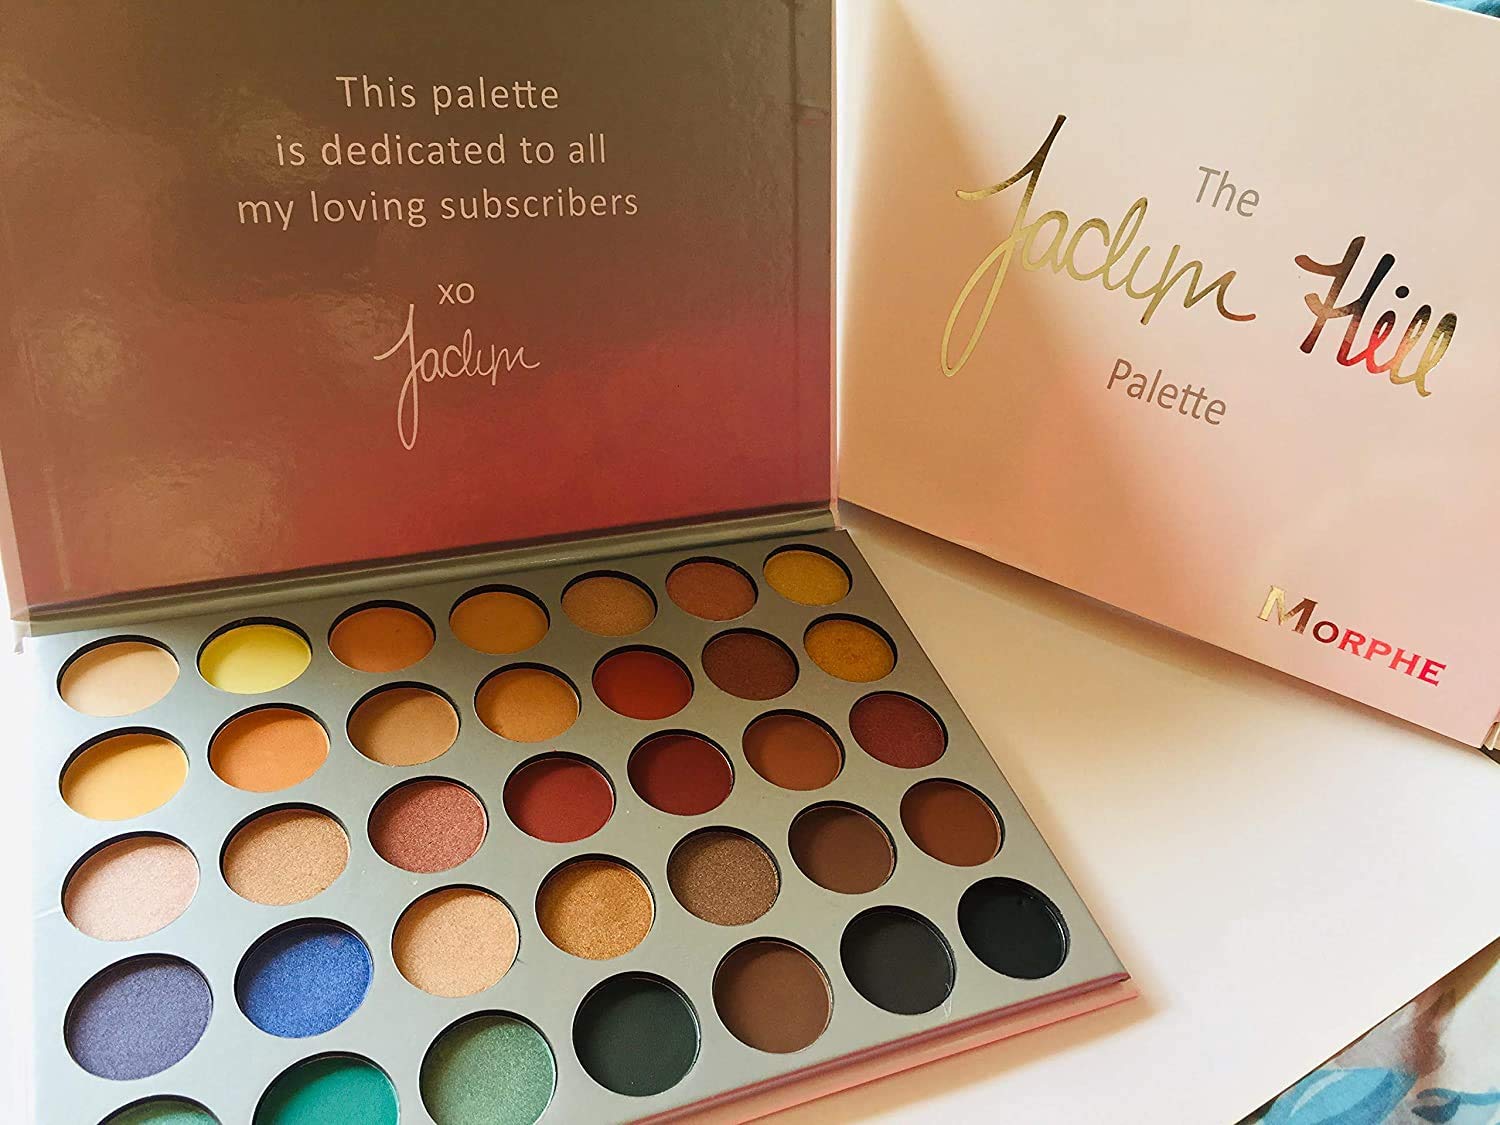 This palette
is dedicated to all
my loving subscribers
xo
Jaclyn
The
Jaclyn Hill
Palette
MORPHE